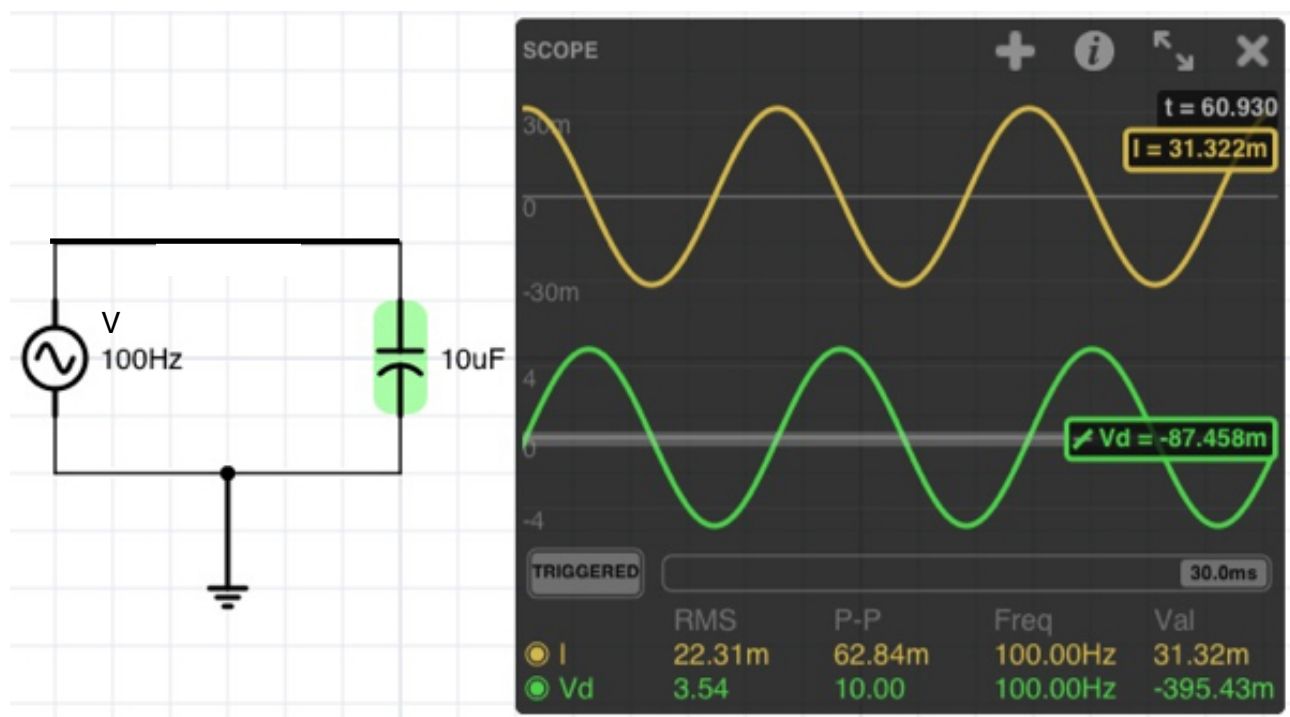 V
100Hz
10uF
SCOPE
t = 60.930
I = 31.322m
30m
0
-30m
4
0
-4
Vd = -87.458m
TRIGGERED
30.0ms
RMS P-P Freq Val
I 22.31m 62.84m 100.00Hz 31.32m
Vd 3.54 10.00 100.00Hz -395.43m